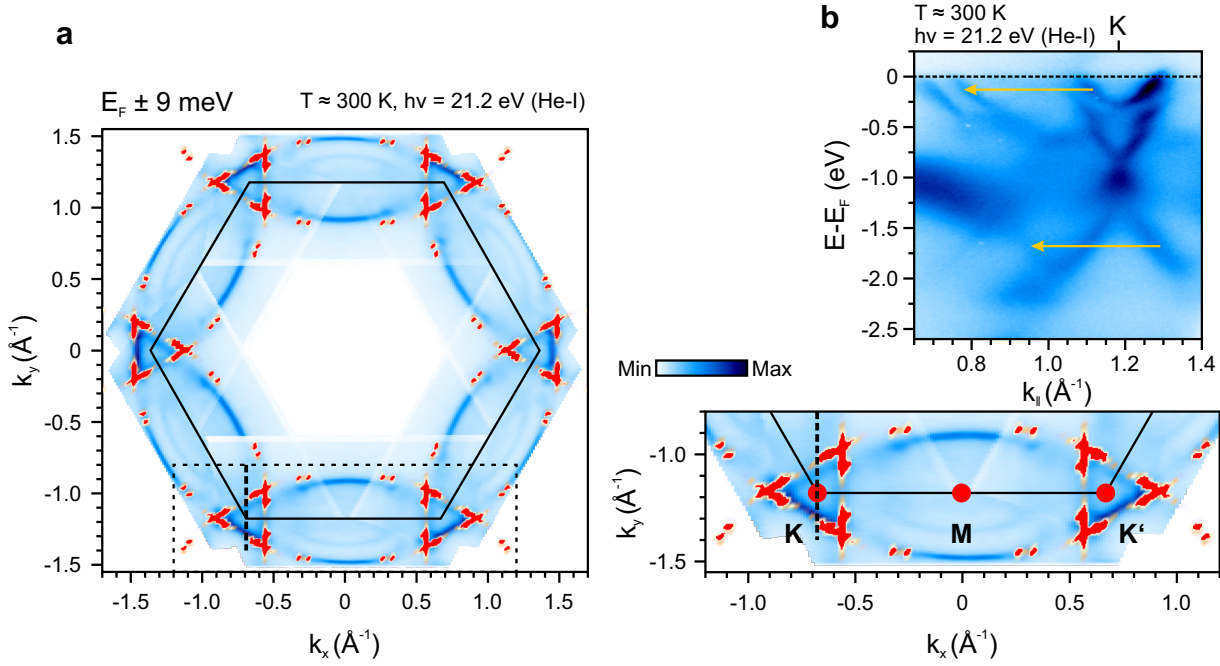 a
E_F ± 9 meV
T ≈ 300 K, hν = 21.2 eV (He-I)
1.5
1.0
0.5
0
-0.5
-1.0
-1.5
k_y (Å⁻¹)
-1.5 -1.0 -0.5 0 0.5 1.0 1.5
k_x (Å⁻¹)
b
T ≈ 300 K
hν = 21.2 eV (He-I)
K
0
-0.5
-1.0
-1.5
-2.0
-2.5
E-E_F (eV)
0.8 1.0 1.2 1.4
k_∥ (Å⁻¹)
Min Max
-1.0
-1.5
k_y (Å⁻¹)
K M K‘
-1.0 -0.5 0 0.5 1.0
k_x (Å⁻¹)